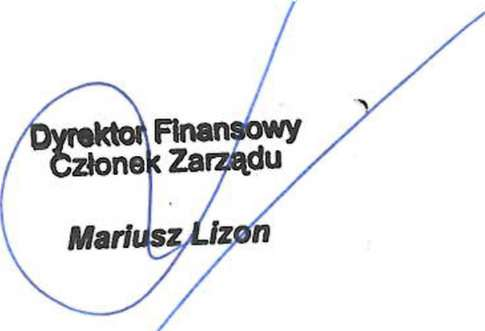 Dyrektor Finansowy
Członek Zarządu
Mariusz Lizon